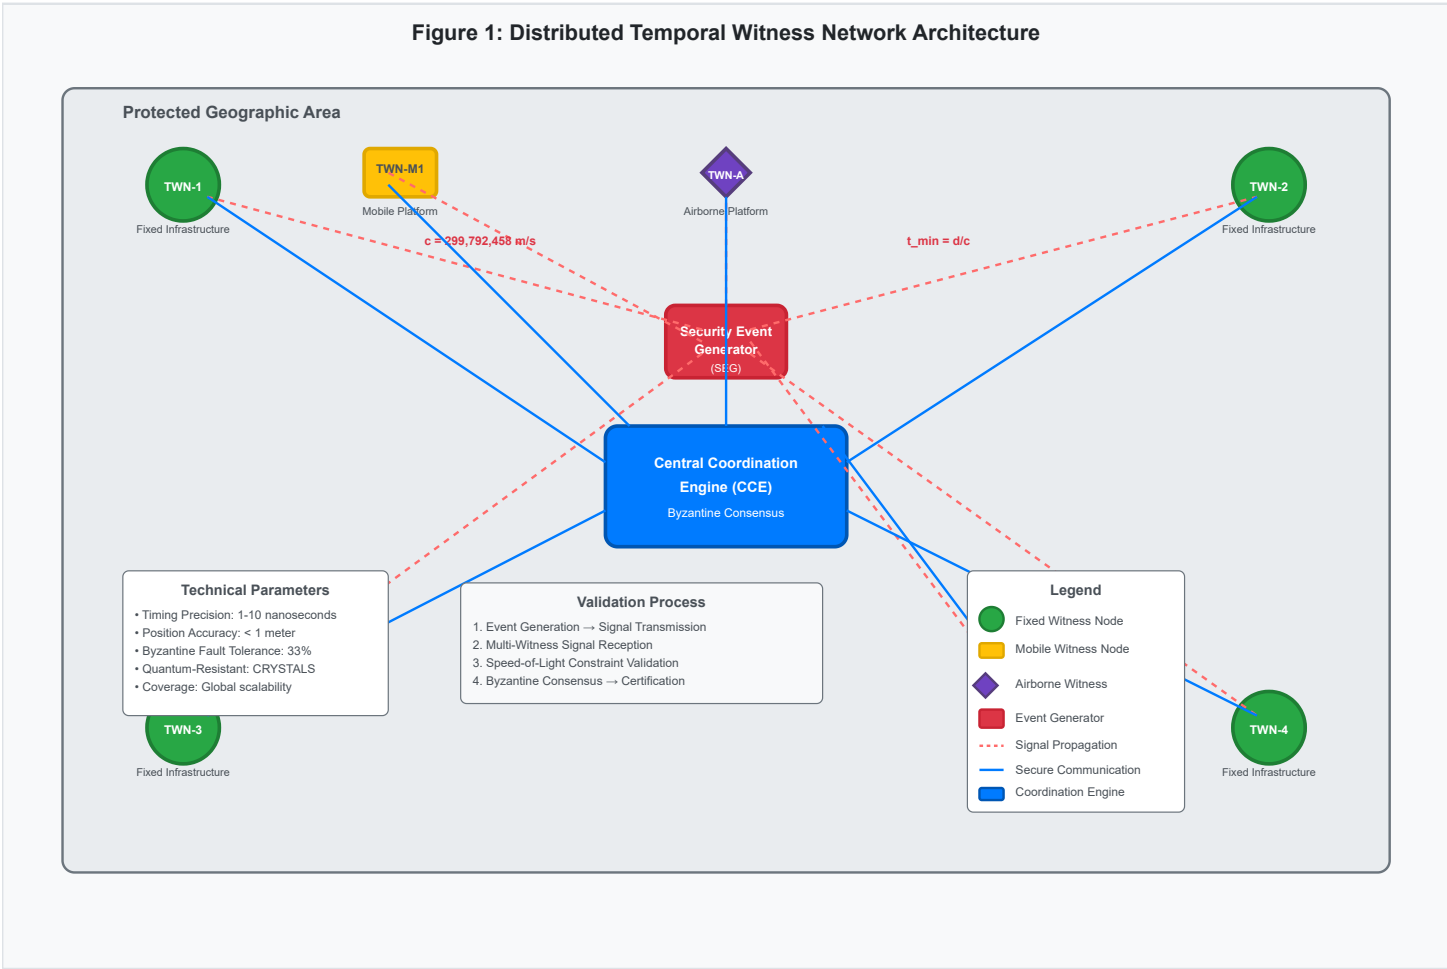 Figure 1: Distributed Temporal Witness Network Architecture
Protected Geographic Area
TWN-1
Fixed Infrastructure
TWN-M1
Mobile Platform
TWN-A
Airborne Platform
TWN-2
Fixed Infrastructure
c = 299,792,458 m/s
t_min = d/c
Security Event
Generator
(SEG)
Central Coordination
Engine (CCE)
Byzantine Consensus
Technical Parameters
• Timing Precision: 1-10 nanoseconds
• Position Accuracy: < 1 meter
• Byzantine Fault Tolerance: 33%
• Quantum-Resistant: CRYSTALS
• Coverage: Global scalability
Validation Process
1. Event Generation → Signal Transmission
2. Multi-Witness Signal Reception
3. Speed-of-Light Constraint Validation
4. Byzantine Consensus → Certification
Legend
Fixed Witness Node
Mobile Witness Node
Airborne Witness
Event Generator
Signal Propagation
Secure Communication
Coordination Engine
TWN-3
Fixed Infrastructure
TWN-4
Fixed Infrastructure